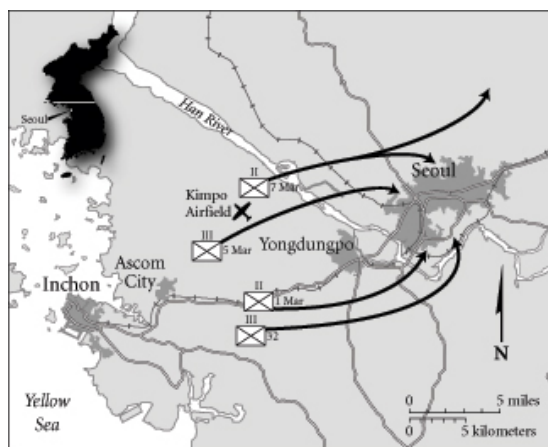 Seoul
Han River
II
7 Mar
Kimpo
Airfield
Seoul
III
5 Mar
Yongdungpo
Ascom
City
Inchon
II
1 Mar
III
32
N
Yellow
Sea
0 5 miles
0 5 kilometers